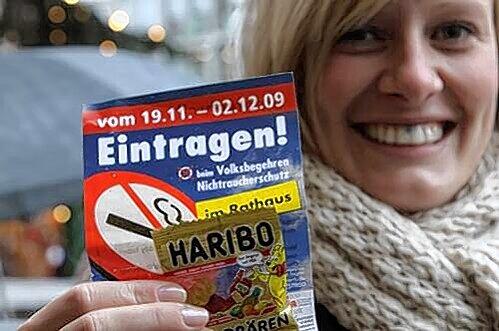 vom 19.11. – 02.12.09
Eintragen!
beim Volksbegehren
Nichtraucherschutz
im Rathaus
HARIBO